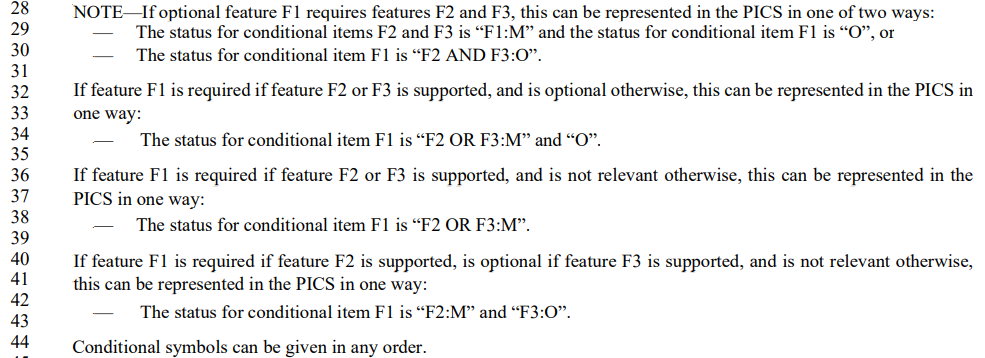 28 NOTE—If optional feature F1 requires features F2 and F3, this can be represented in the PICS in one of two ways:
29 — The status for conditional items F2 and F3 is “F1:M” and the status for conditional item F1 is “O”, or
30 — The status for conditional item F1 is “F2 AND F3:O”.
31
32 If feature F1 is required if feature F2 or F3 is supported, and is optional otherwise, this can be represented in the PICS in
33 one way:
34 — The status for conditional item F1 is “F2 OR F3:M” and “O”.
35
36 If feature F1 is required if feature F2 or F3 is supported, and is not relevant otherwise, this can be represented in the
37 PICS in one way:
38 — The status for conditional item F1 is “F2 OR F3:M”.
39
40 If feature F1 is required if feature F2 is supported, is optional if feature F3 is supported, and is not relevant otherwise,
41 this can be represented in the PICS in one way:
42 — The status for conditional item F1 is “F2:M” and “F3:O”.
43
44 Conditional symbols can be given in any order.